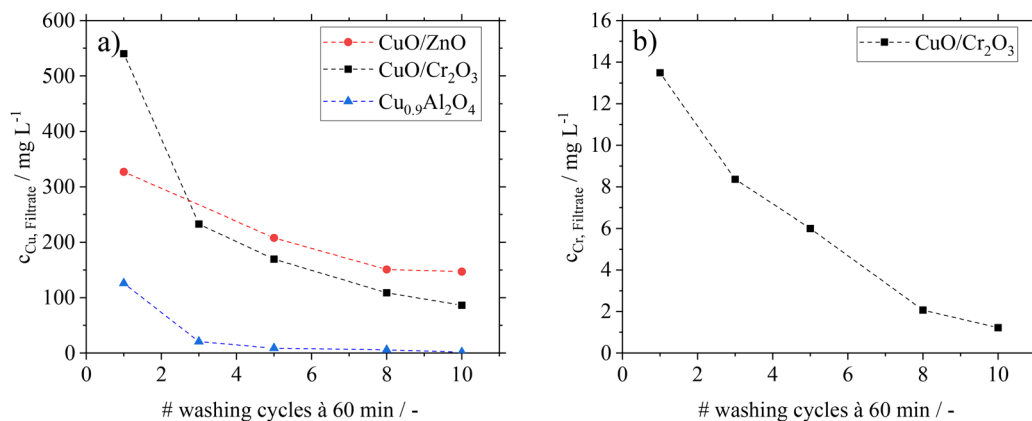 a)
CuO/ZnO
CuO/Cr₂O₃
Cu₀.₉Al₂O₄
600
500
400
300
200
100
0
c_Cu, Filtrate / mg L⁻¹
0 2 4 6 8 10
# washing cycles à 60 min / -
b)
CuO/Cr₂O₃
16
14
12
10
8
6
4
2
0
c_Cr, Filtrate / mg L⁻¹
0 2 4 6 8 10
# washing cycles à 60 min / -